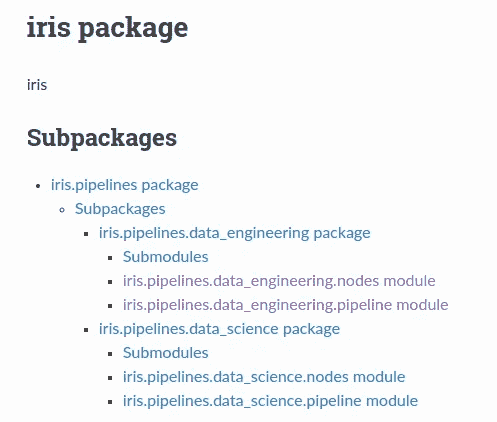 iris package
iris
Subpackages
iris.pipelines package
Subpackages
iris.pipelines.data_engineering package
Submodules
iris.pipelines.data_engineering.nodes module
iris.pipelines.data_engineering.pipeline module
iris.pipelines.data_science package
Submodules
iris.pipelines.data_science.nodes module
iris.pipelines.data_science.pipeline module